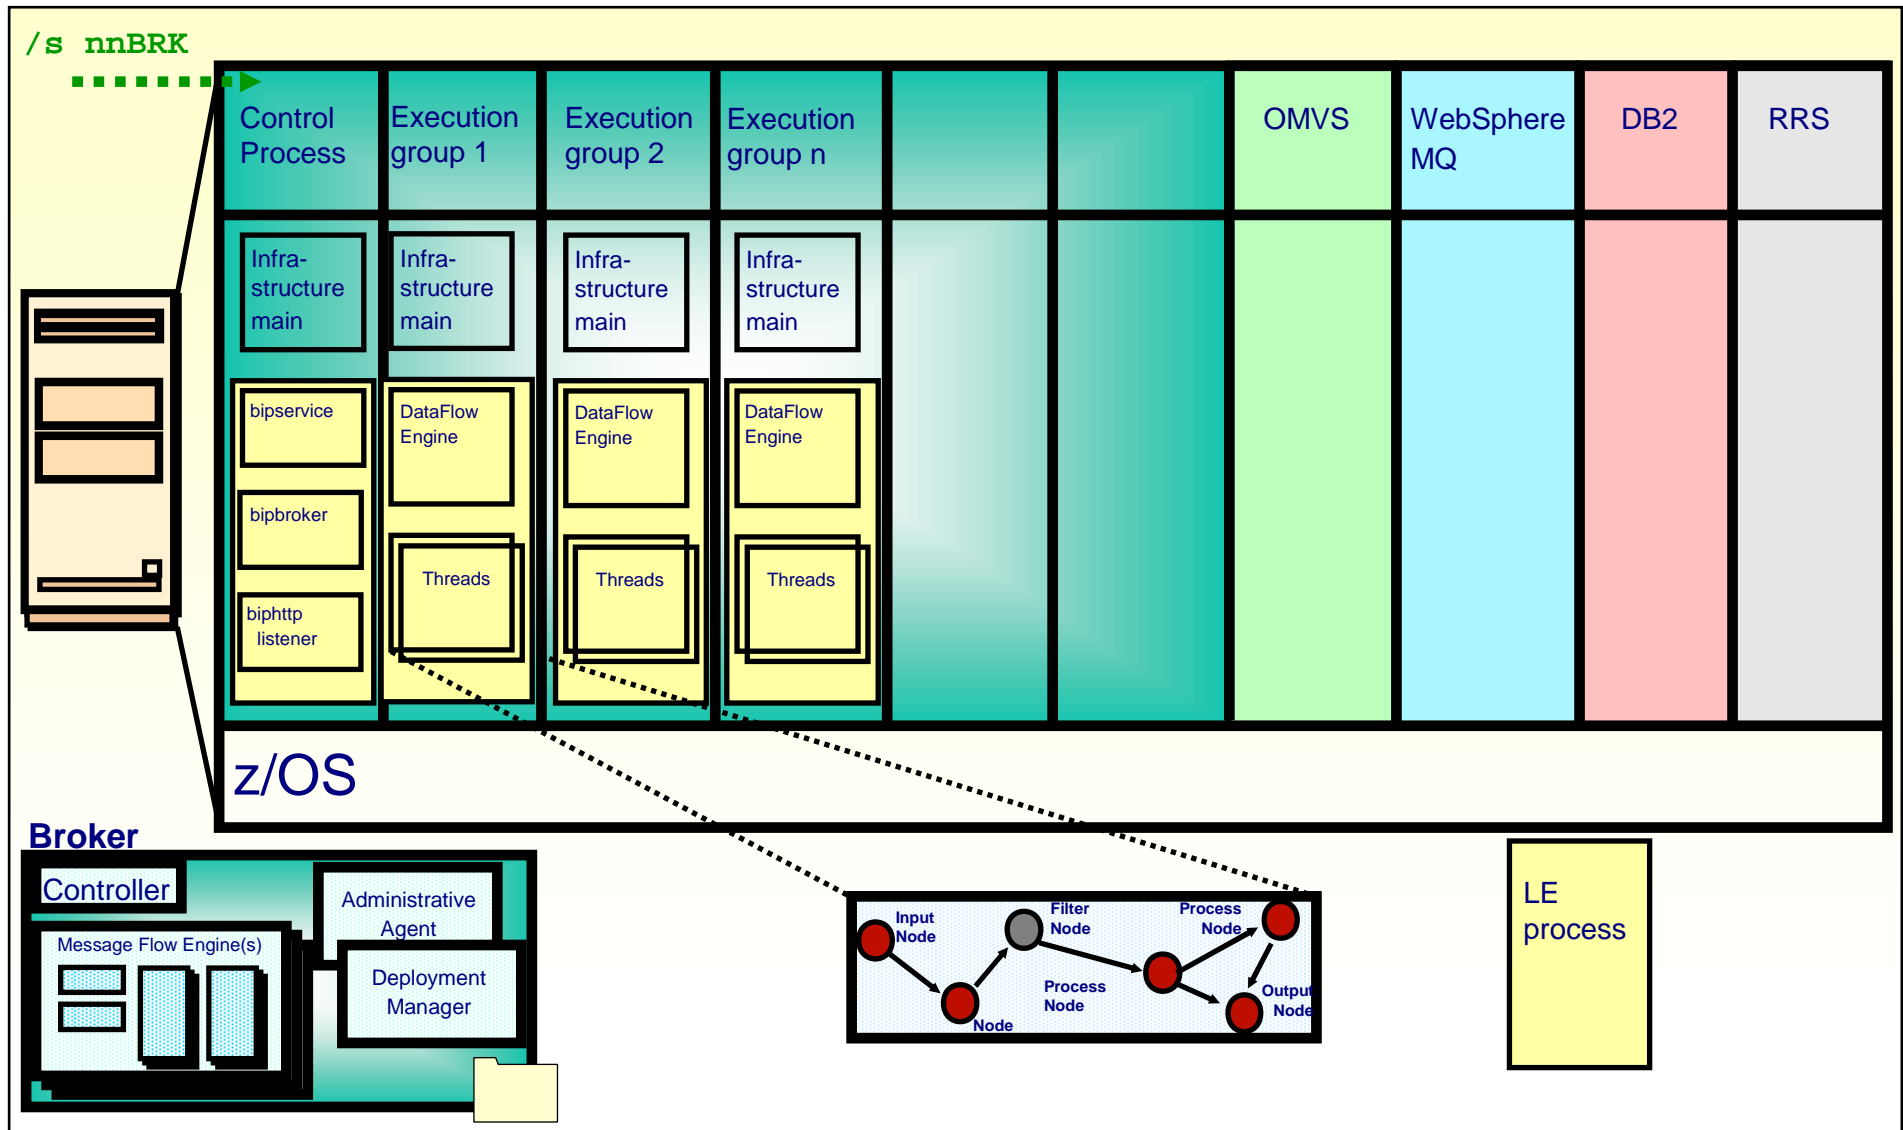 /s nnBRK
Control
Process
Execution
group 1
Execution
group 2
Execution
group n
OMVS
WebSphere
MQ
DB2
RRS
Infra-
structure
main
Infra-
structure
main
Infra-
structure
main
Infra-
structure
main
bipservice
bipbroker
biphttp
listener
DataFlow
Engine
Threads
DataFlow
Engine
Threads
DataFlow
Engine
Threads
z/OS
Broker
Controller
Message Flow Engine(s)
Administrative
Agent
Deployment
Manager
Input
Node
Node
Filter
Node
Process
Node
Process
Node
Output
Node
LE
process